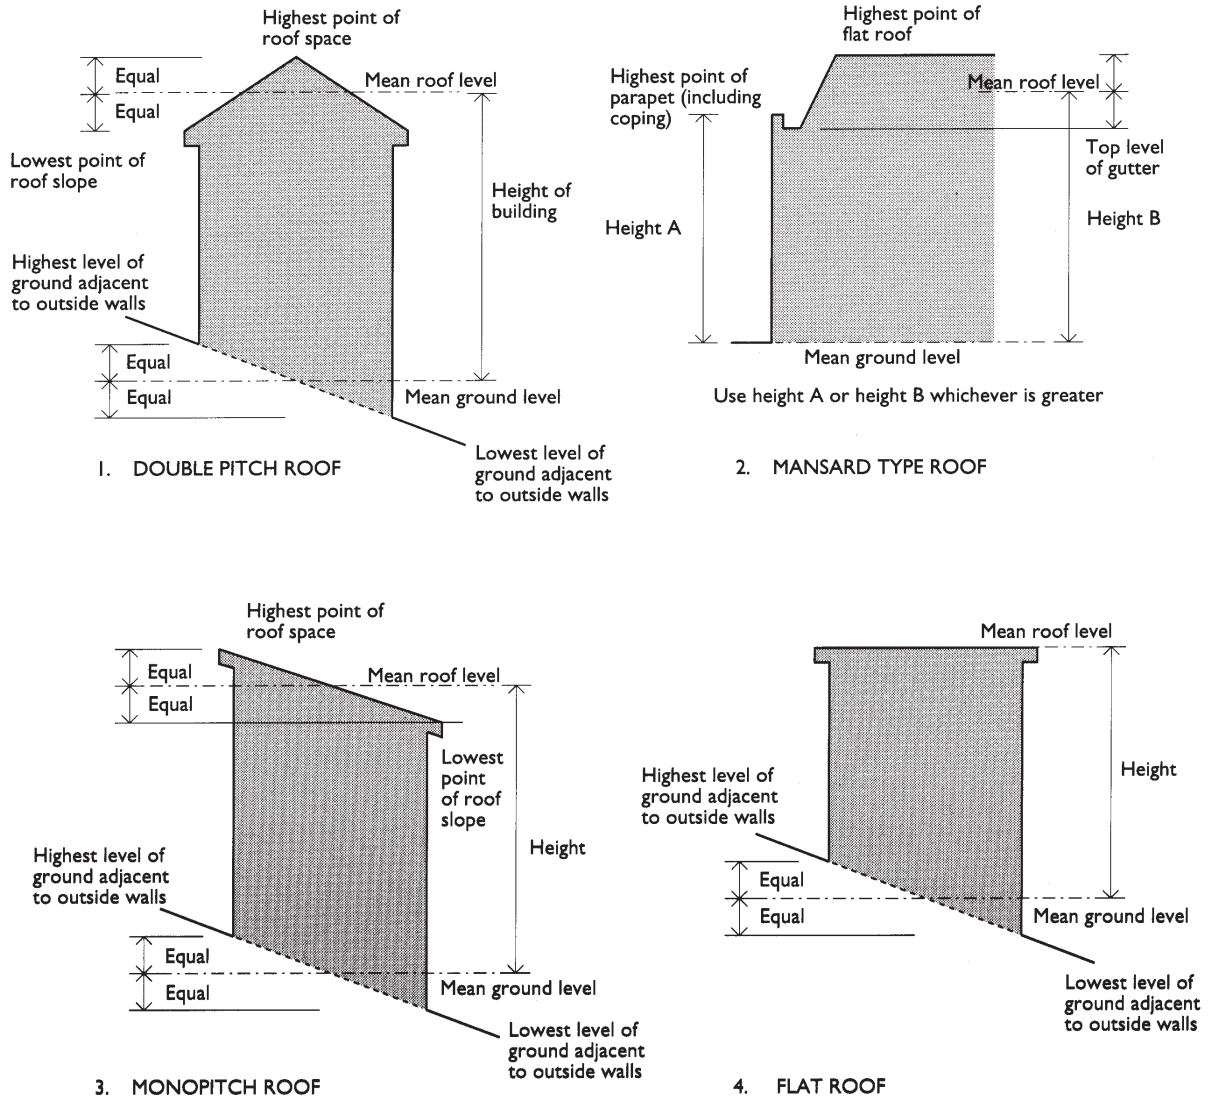 Highest point of
roof space
Equal
Equal
Mean roof level
Lowest point of
roof slope
Height of
building
Highest level of
ground adjacent
to outside walls
Equal
Equal
Mean ground level
Lowest level of
ground adjacent
to outside walls
1. DOUBLE PITCH ROOF
Highest point of
flat roof
Highest point of
parapet (including
coping)
Mean roof level
Top level
of gutter
Height A
Height B
Mean ground level
Use height A or height B whichever is greater
2. MANSARD TYPE ROOF
Highest point of
roof space
Equal
Equal
Mean roof level
Lowest
point
of roof
slope
Height
Highest level of
ground adjacent
to outside walls
Equal
Equal
Mean ground level
Lowest level of
ground adjacent
to outside walls
3. MONOPITCH ROOF
Mean roof level
Height
Highest level of
ground adjacent
to outside walls
Equal
Equal
Mean ground level
Lowest level of
ground adjacent
to outside walls
4. FLAT ROOF